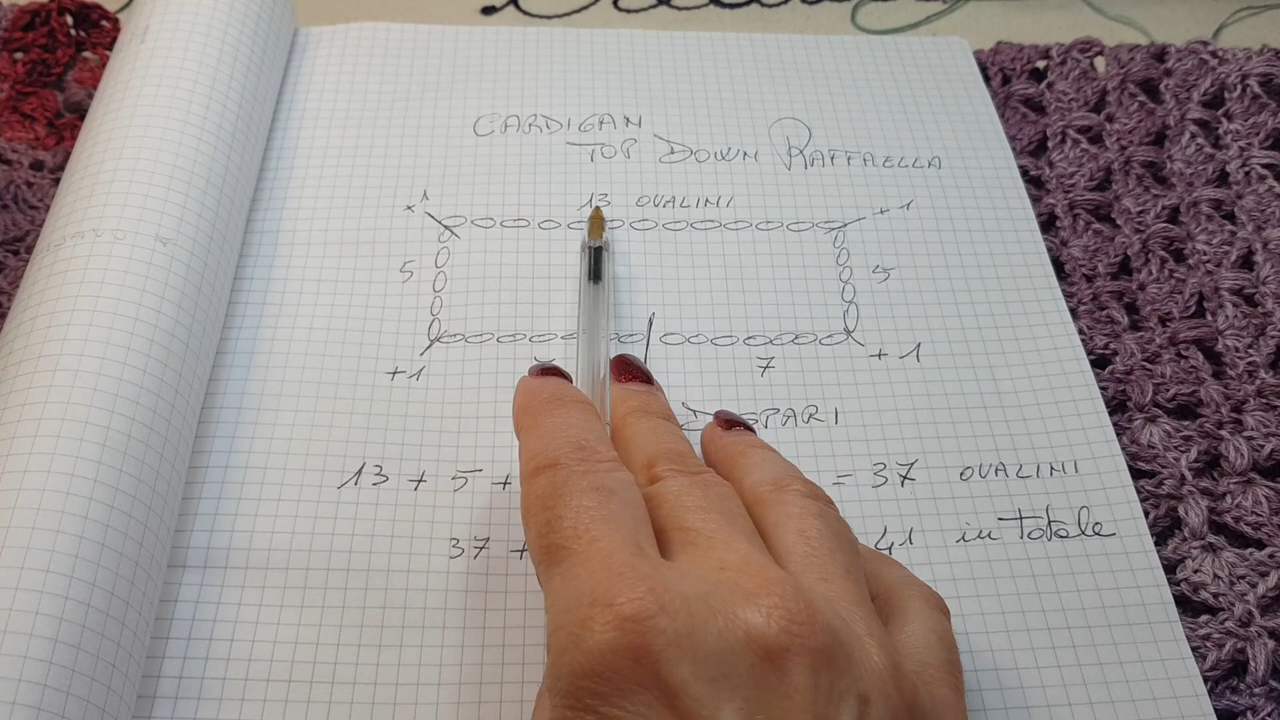 CARDIGAN
TOP DOWN RAFFAELLA
+1 13 OVALINI +1
5 5
+1 7 +1
13 + 5 + = 37 OVALINI
37 + 41 in totale